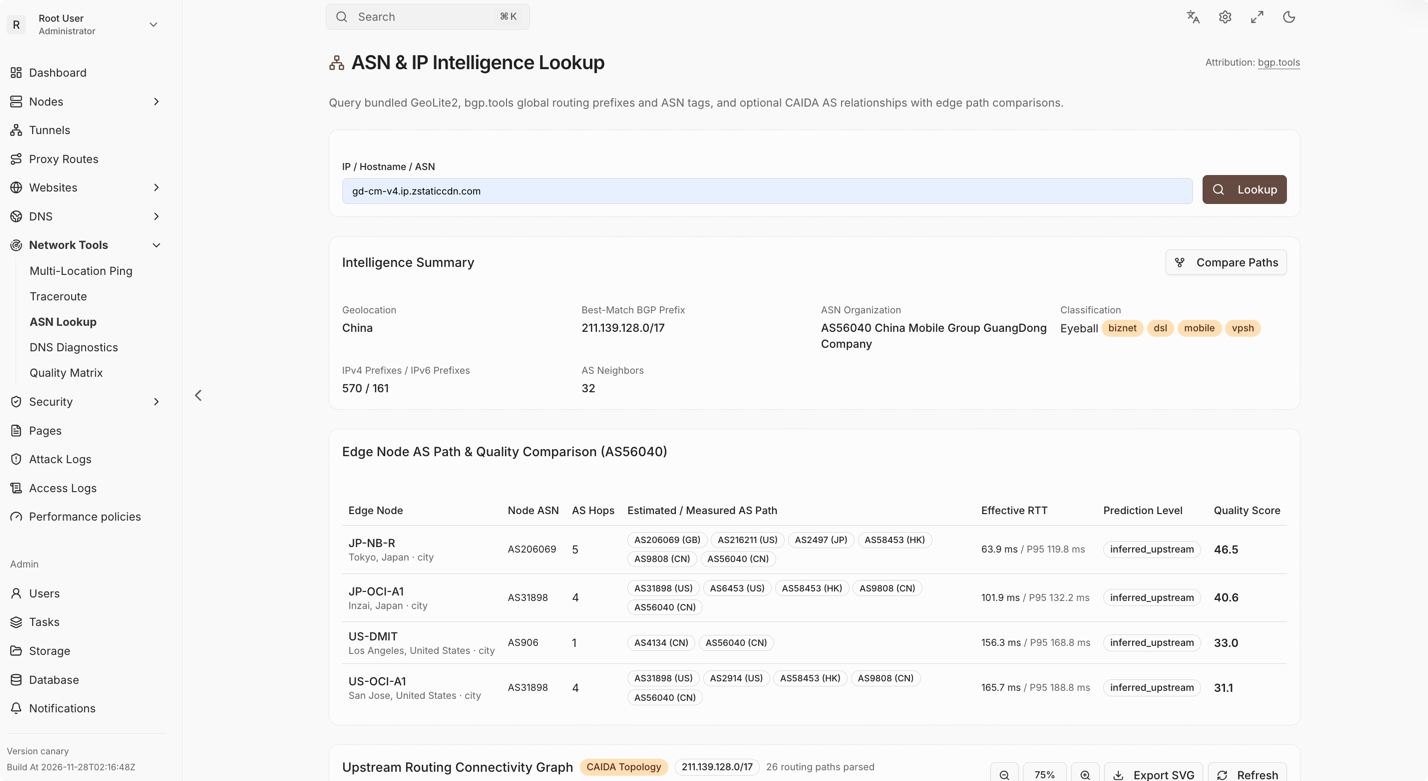 R
Root User
Administrator
Dashboard
Nodes
Tunnels
Proxy Routes
Websites
DNS
Network Tools
Multi-Location Ping
Traceroute
ASN Lookup
DNS Diagnostics
Quality Matrix
Security
Pages
Attack Logs
Access Logs
Performance policies
Admin
Users
Tasks
Storage
Database
Notifications
Version canary
Build At 2026-11-28T02:16:48Z
Search ⌘K
ASN & IP Intelligence Lookup
Attribution: bgp.tools
Query bundled GeoLite2, bgp.tools global routing prefixes and ASN tags, and optional CAIDA AS relationships with edge path comparisons.
IP / Hostname / ASN
gd-cm-v4.ip.zstaticcdn.com
Lookup
Intelligence Summary
Compare Paths
Geolocation
China
Best-Match BGP Prefix
211.139.128.0/17
ASN Organization
AS56040 China Mobile Group GuangDong
Company
Classification
Eyeball biznet dsl mobile vpsh
IPv4 Prefixes / IPv6 Prefixes
570 / 161
AS Neighbors
32
Edge Node AS Path & Quality Comparison (AS56040)
Edge Node Node ASN AS Hops Estimated / Measured AS Path Effective RTT Prediction Level Quality Score
JP-NB-R
Tokyo, Japan · city
AS206069
5
AS206069 (GB) AS216211 (US) AS2497 (JP) AS58453 (HK)
AS9808 (CN) AS56040 (CN)
63.9 ms / P95 119.8 ms
inferred_upstream
46.5
JP-OCI-A1
Inzai, Japan · city
AS31898
4
AS31898 (US) AS6453 (US) AS58453 (HK) AS9808 (CN)
AS56040 (CN)
101.9 ms / P95 132.2 ms
inferred_upstream
40.6
US-DMIT
Los Angeles, United States · city
AS906
1
AS4134 (CN) AS56040 (CN)
156.3 ms / P95 168.8 ms
inferred_upstream
33.0
US-OCI-A1
San Jose, United States · city
AS31898
4
AS31898 (US) AS2914 (US) AS58453 (HK) AS9808 (CN)
AS56040 (CN)
165.7 ms / P95 188.8 ms
inferred_upstream
31.1
Upstream Routing Connectivity Graph CAIDA Topology 211.139.128.0/17 26 routing paths parsed
75%
Export SVG
Refresh